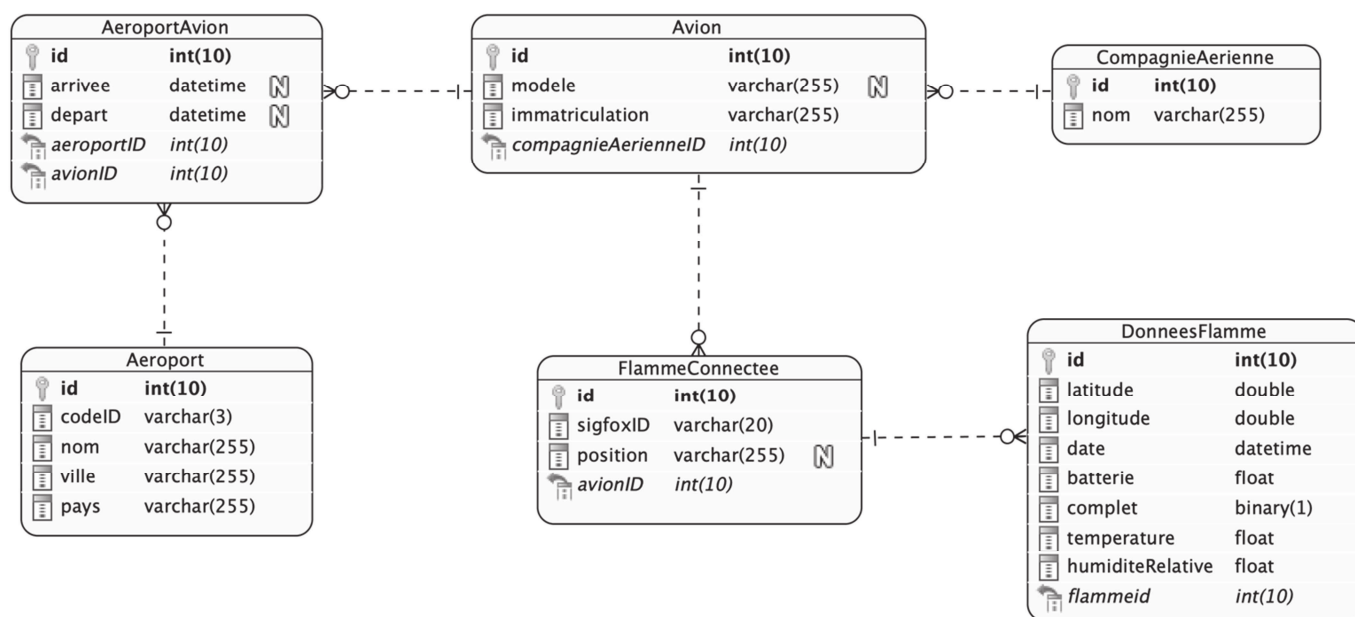 AeroportAvion
id int(10)
arrivee datetime N
depart datetime N
aeroportID int(10)
avionID int(10)
Avion
id int(10)
modele varchar(255) N
immatriculation varchar(255)
compagnieAerienneID int(10)
CompagnieAerienne
id int(10)
nom varchar(255)
Aeroport
id int(10)
codeID varchar(3)
nom varchar(255)
ville varchar(255)
pays varchar(255)
FlammeConnectee
id int(10)
sigfoxID varchar(20)
position varchar(255) N
avionID int(10)
DonneesFlamme
id int(10)
latitude double
longitude double
date datetime
batterie float
complet binary(1)
temperature float
humiditeRelative float
flammeid int(10)